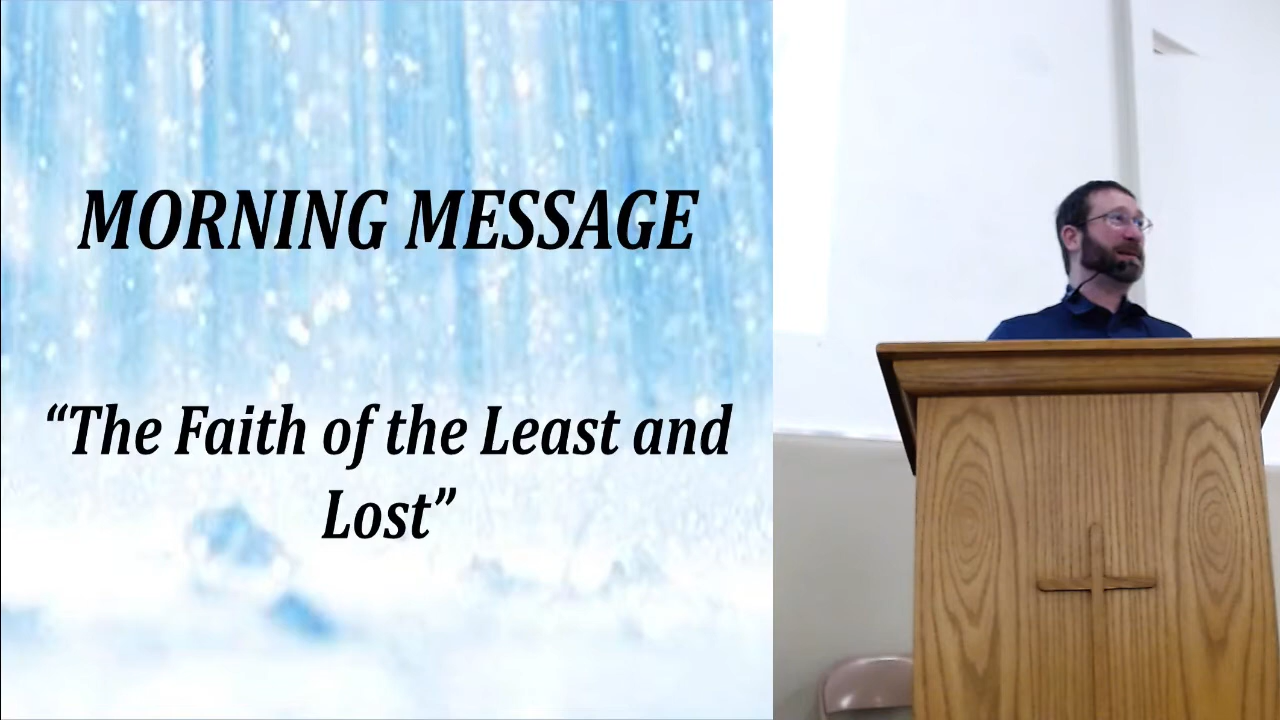 MORNING MESSAGE
“The Faith of the Least and
Lost”